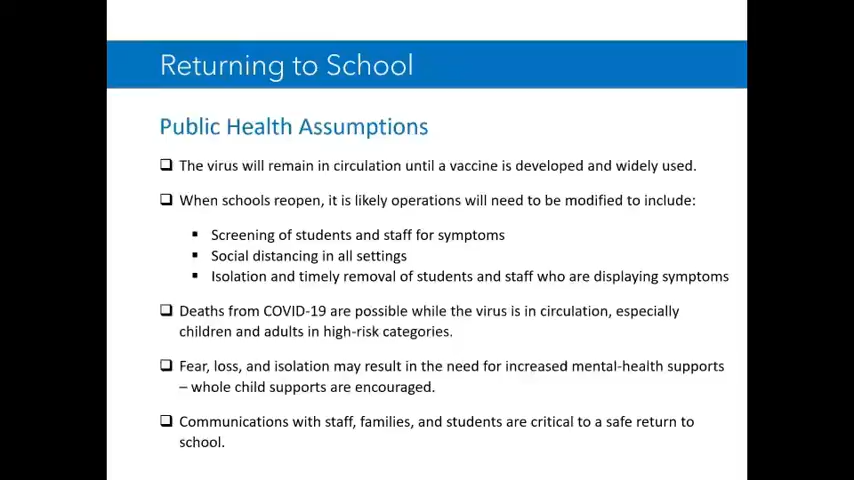 Returning to School
Public Health Assumptions
❑ The virus will remain in circulation until a vaccine is developed and widely used.
❑ When schools reopen, it is likely operations will need to be modified to include:
▪ Screening of students and staff for symptoms
▪ Social distancing in all settings
▪ Isolation and timely removal of students and staff who are displaying symptoms
❑ Deaths from COVID-19 are possible while the virus is in circulation, especially
children and adults in high-risk categories.
❑ Fear, loss, and isolation may result in the need for increased mental-health supports
– whole child supports are encouraged.
❑ Communications with staff, families, and students are critical to a safe return to
school.